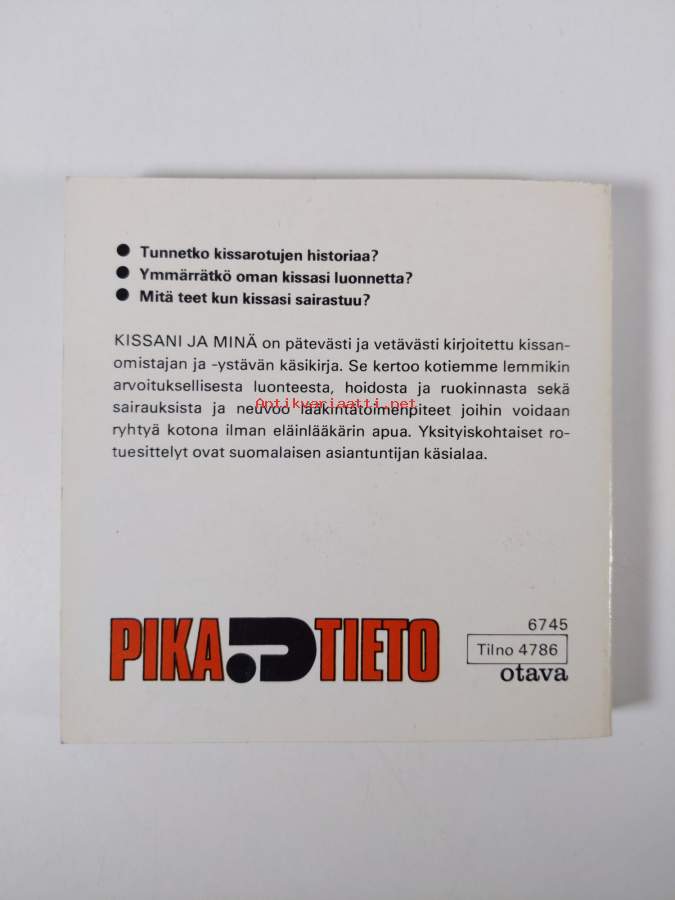 ● Tunnetko kissarotujen historiaa?
● Ymmärrätkö oman kissasi luonnetta?
● Mitä teet kun kissasi sairastuu?
KISSANI JA MINÄ on pätevästi ja vetävästi kirjoitettu kissan-
omistajan ja -ystävän käsikirja. Se kertoo kotiemme lemmikin
arvoituksellisesta luonteesta, hoidosta ja ruokinnasta sekä
Antikvariaatti.net
sairauksista ja neuvoo lääkintätoimenpiteet joihin voidaan
ryhtyä kotona ilman eläinlääkärin apua. Yksityiskohtaiset ro-
tuesittelyt ovat suomalaisen asiantuntijan käsialaa.
PIKA?TIETO
6745
Tilno 4786
otava